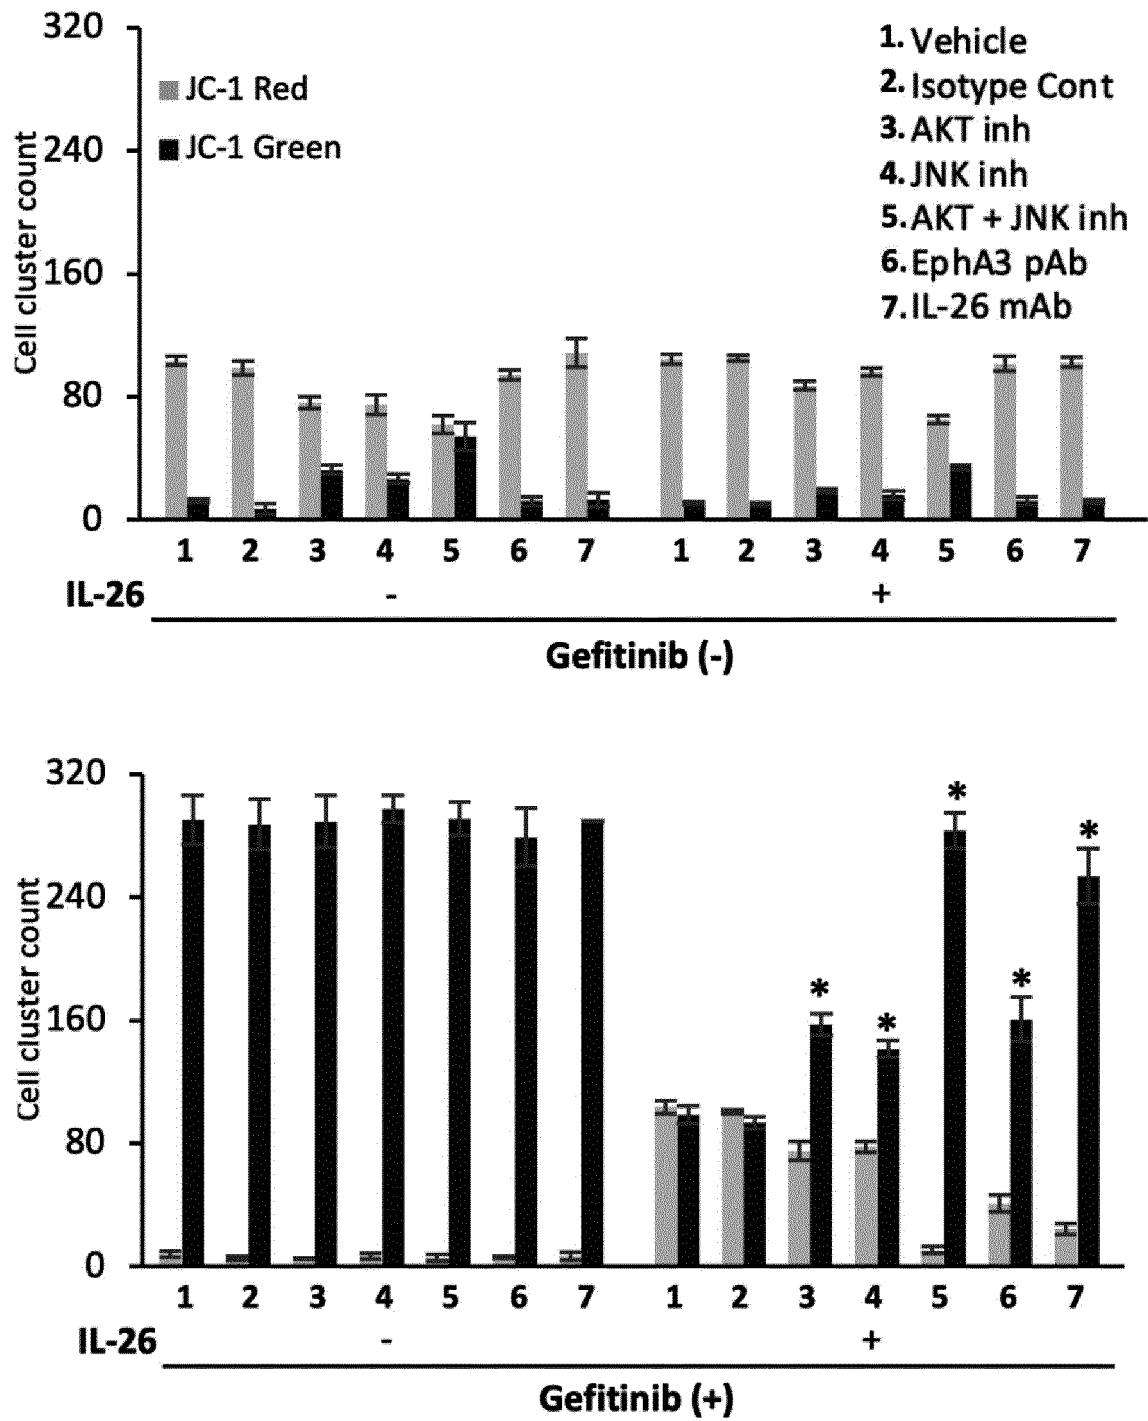 320
240
160
80
0
Cell cluster count
JC-1 Red
JC-1 Green
1. Vehicle
2. Isotype Cont
3. AKT inh
4. JNK inh
5. AKT + JNK inh
6. EphA3 pAb
7. IL-26 mAb
1 2 3 4 5 6 7 1 2 3 4 5 6 7
IL-26 - +
Gefitinib (-)
320
240
160
80
0
Cell cluster count
* * * * *
1 2 3 4 5 6 7 1 2 3 4 5 6 7
IL-26 - +
Gefitinib (+)